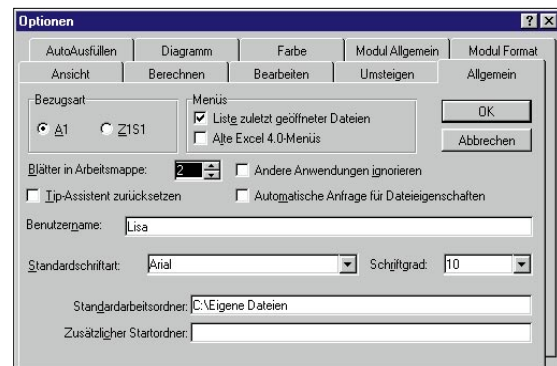 Optionen
AutoAusfüllen Diagramm Farbe Modul Allgemein Modul Format
Ansicht Berechnen Bearbeiten Umsteigen Allgemein
Bezugsart
A1 Z1S1
Menüs
Liste zuletzt geöffneter Dateien
Alte Excel 4.0-Menüs
OK
Abbrechen
Blätter in Arbeitsmappe: 2 Andere Anwendungen ignorieren
Tip-Assistent zurücksetzen Automatische Anfrage für Dateieigenschaften
Benutzername: Lisa
Standardschriftart: Arial Schriftgrad: 10
Standardarbeitsordner: C:\Eigene Dateien
Zusätzlicher Startordner: